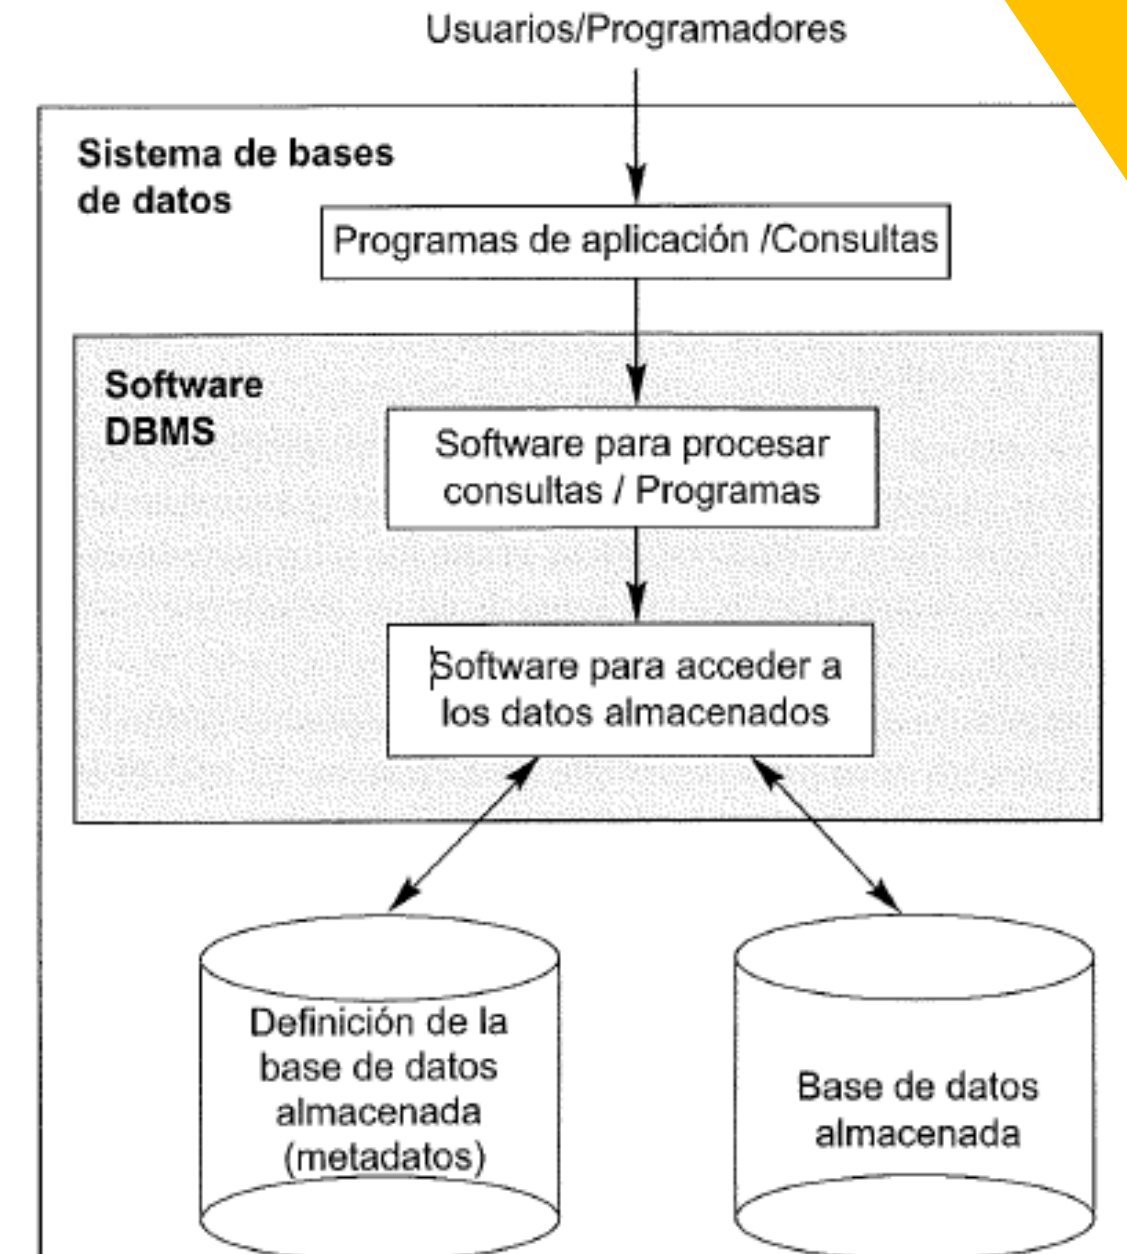 Usuarios/Programadores
Sistema de bases
de datos
Programas de aplicación /Consultas
Software
DBMS
Software para procesar
consultas / Programas
Software para acceder a
los datos almacenados
Definición de la
base de datos
almacenada
(metadatos)
Base de datos
almacenada